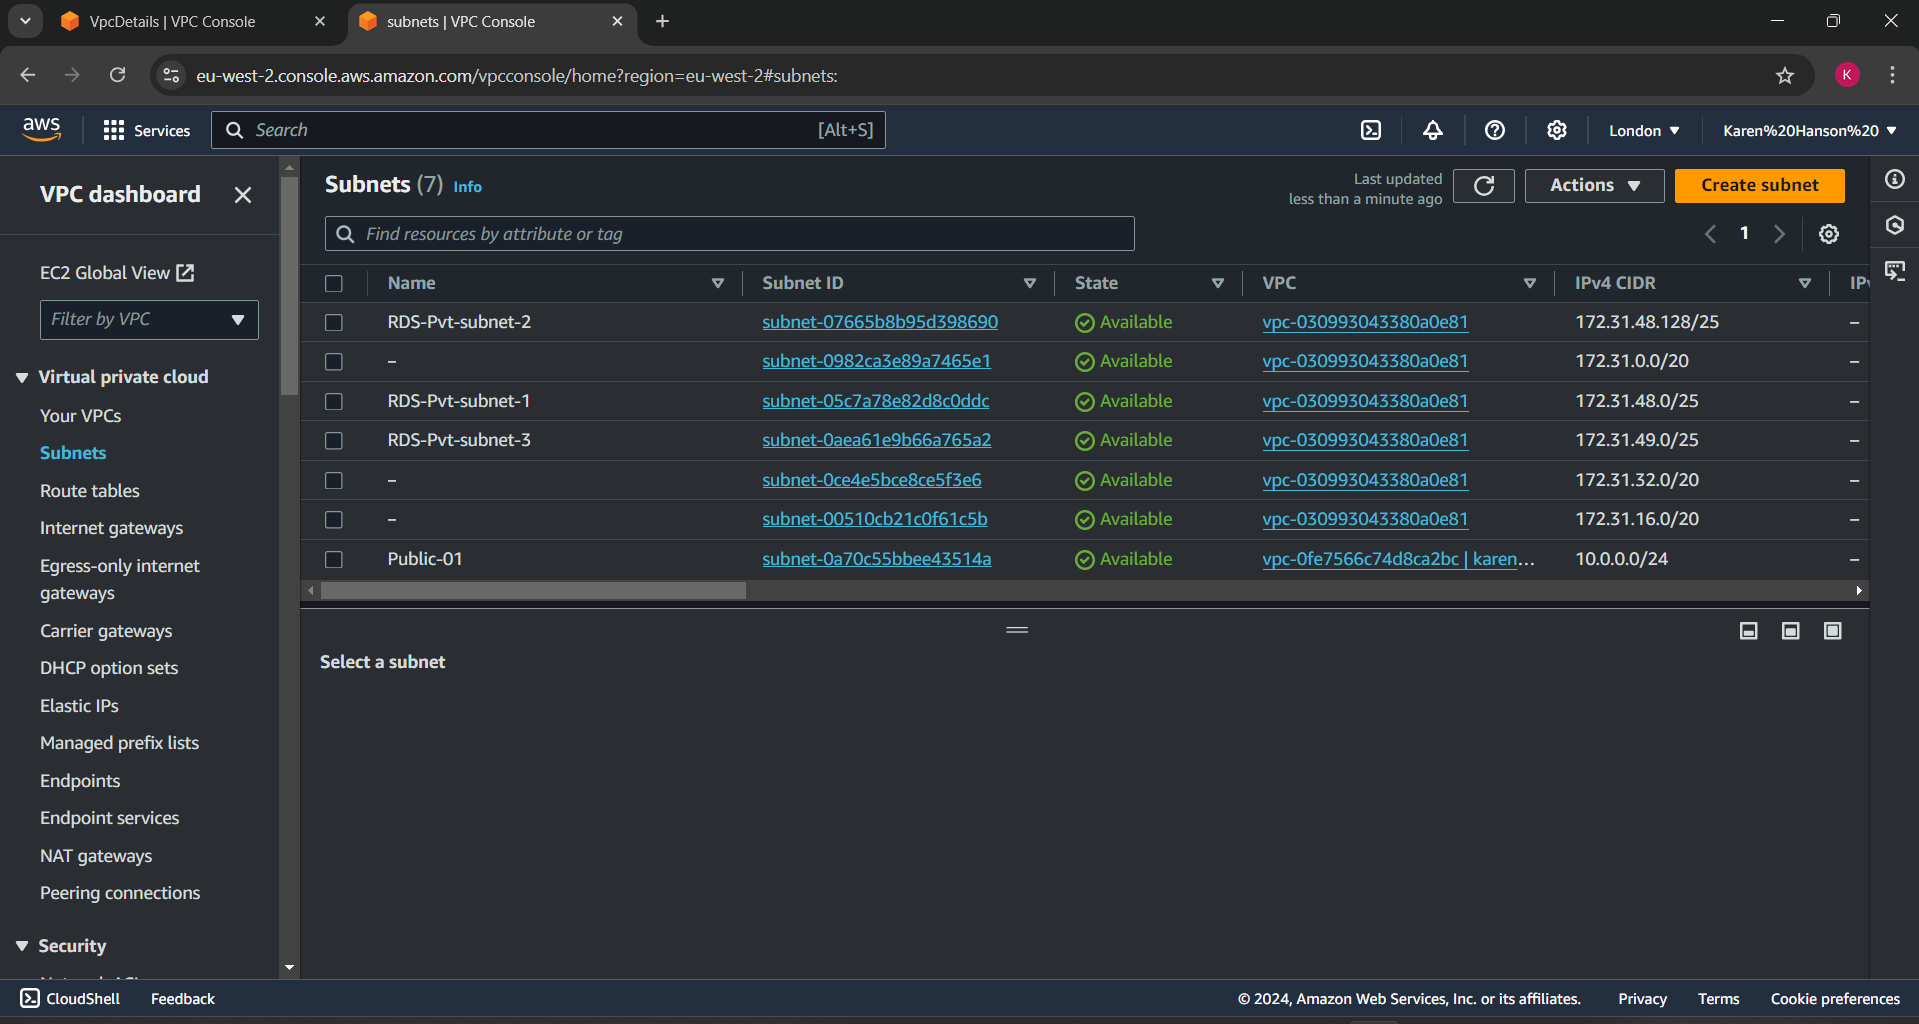 VpcDetails | VPC Console
subnets | VPC Console
eu-west-2.console.aws.amazon.com/vpcconsole/home?region=eu-west-2#subnets:
K
aws
Services
Search
[Alt+S]
London
Karen%20Hanson%20
VPC dashboard
EC2 Global View
Filter by VPC
Virtual private cloud
Your VPCs
Subnets
Route tables
Internet gateways
Egress-only internet
gateways
Carrier gateways
DHCP option sets
Elastic IPs
Managed prefix lists
Endpoints
Endpoint services
NAT gateways
Peering connections
Security
Subnets (7) Info
Last updated
less than a minute ago
Actions
Create subnet
Find resources by attribute or tag
1
Name Subnet ID State VPC IPv4 CIDR
RDS-Pvt-subnet-2 subnet-07665b8b95d398690 Available vpc-030993043380a0e81 172.31.48.128/25 –
– subnet-0982ca3e89a7465e1 Available vpc-030993043380a0e81 172.31.0.0/20 –
RDS-Pvt-subnet-1 subnet-05c7a78e82d8c0ddc Available vpc-030993043380a0e81 172.31.48.0/25 –
RDS-Pvt-subnet-3 subnet-0aea61e9b66a765a2 Available vpc-030993043380a0e81 172.31.49.0/25 –
– subnet-0ce4e5bce8ce5f3e6 Available vpc-030993043380a0e81 172.31.32.0/20 –
– subnet-00510cb21c0f61c5b Available vpc-030993043380a0e81 172.31.16.0/20 –
Public-01 subnet-0a70c55bbee43514a Available vpc-0fe7566c74d8ca2bc | karen... 10.0.0.0/24 –
Select a subnet
CloudShell
Feedback
© 2024, Amazon Web Services, Inc. or its affiliates.
Privacy
Terms
Cookie preferences